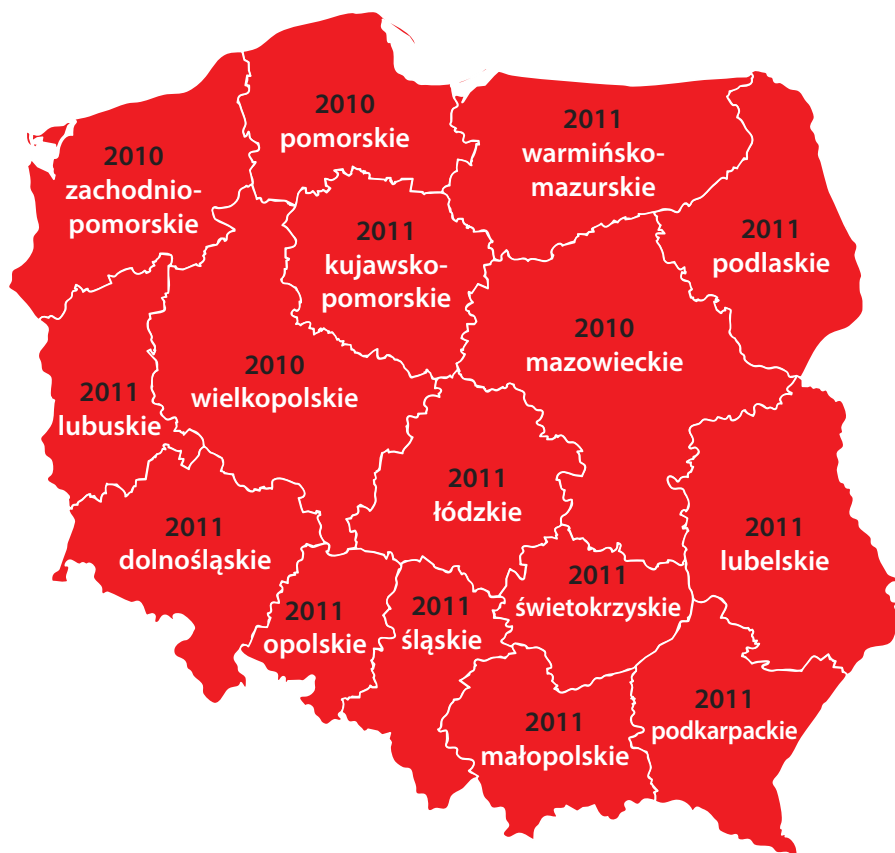 2010
pomorskie
2011
warmińsko-
mazurskie
2010
zachodnio-
pomorskie
2011
kujawsko-
pomorskie
2011
podlaskie
2010
mazowieckie
2010
wielkopolskie
2011
lubuskie
2011
łódzkie
2011
dolnośląskie
2011
lubelskie
2011
świetokrzyskie
2011
opolskie
2011
śląskie
2011
małopolskie
2011
podkarpackie